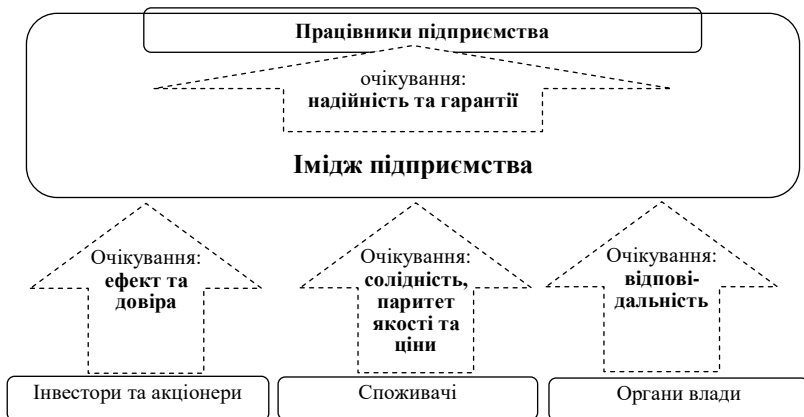 Працівники підприємства
очікування:
надійність та гарантії
Імідж підприємства
Очікування:
ефект та
довіра
Очікування:
солідність,
паритет
якості та
ціни
Очікування:
відпові-
дальність
Інвестори та акціонери
Споживачі
Органи влади